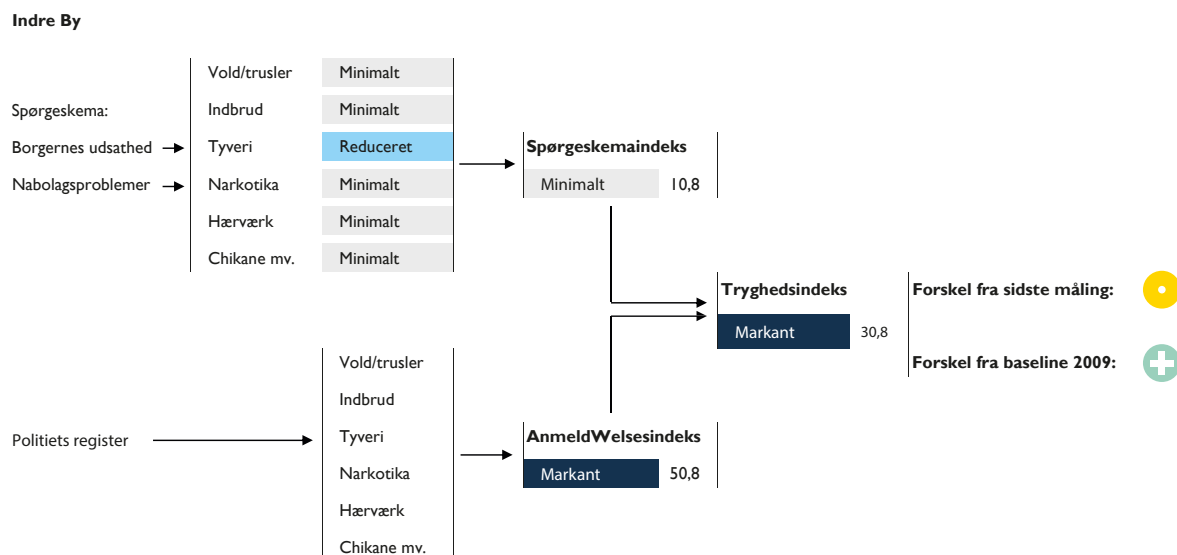 Indre By
Spørgeskema:
Borgernes udsathed
Nabolagsproblemer
Vold/trusler Minimalt
Indbrud Minimalt
Tyveri Reduceret
Narkotika Minimalt
Hærværk Minimalt
Chikane mv. Minimalt
Spørgeskemaindeks
Minimalt 10,8
Tryghedsindeks
Markant 30,8
Forskel fra sidste måling:
Forskel fra baseline 2009:
Politiets register
Vold/trusler
Indbrud
Tyveri
Narkotika
Hærværk
Chikane mv.
AnmeldWelsesindeks
Markant 50,8